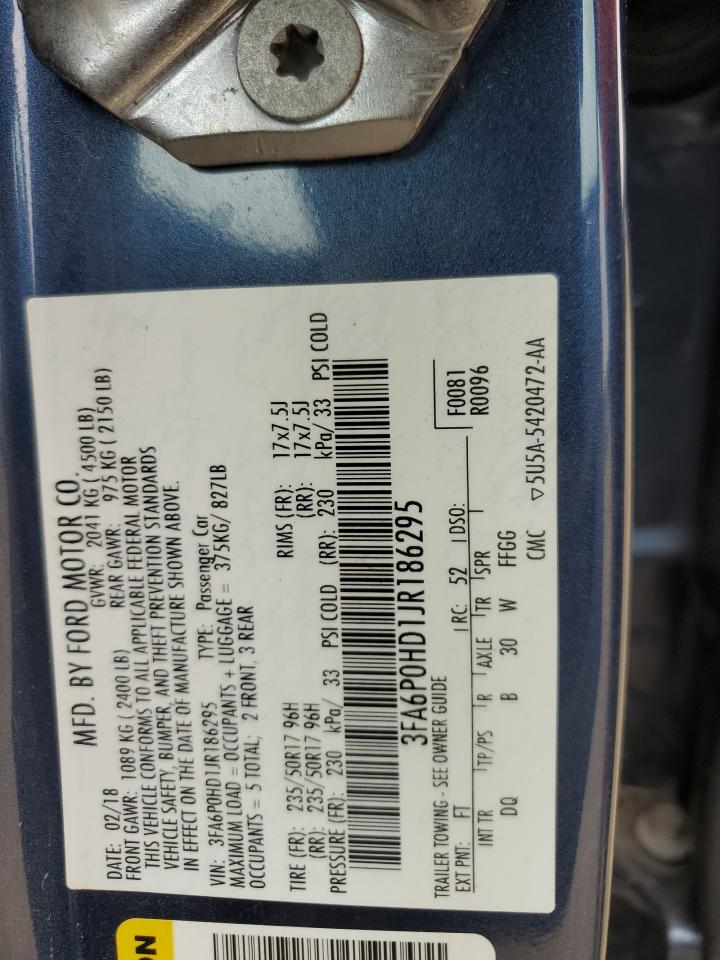 MFD. BY FORD MOTOR CO.
DATE: 02/18 GVWR: 2041 KG ( 4500 LB)
FRONT GAWR: 1089 KG ( 2400 LB) REAR GAWR: 975 KG ( 2150 LB)
THIS VEHICLE CONFORMS TO ALL APPLICABLE FEDERAL MOTOR
VEHICLE SAFETY, BUMPER, AND THEFT PREVENTION STANDARDS
IN EFFECT ON THE DATE OF MANUFACTURE SHOWN ABOVE.
VIN: 3FA6P0HD1JR186295 TYPE: Passenger Car
MAXIMUM LOAD = OCCUPANTS + LUGGAGE = 375KG/ 827LB
OCCUPANTS = 5 TOTAL; 2 FRONT, 3 REAR
TIRE (FR): 235/50R17 96H RIMS (FR): 17x7.5J
(RR): 235/50R17 96H (RR): 17x7.5J
PRESSURE (FR): 230 kPa/ 33 PSI COLD (RR): 230 kPa/ 33 PSI COLD
3FA6P0HD1JR186295
TRAILER TOWING - SEE OWNER GUIDE
EXT PNT: FT RC: 52 DSO: F0081
R0096
INT TR TP/PS R AXLE TR SPR
DQ B 30 W FFGG
CMC ▽5U5A-5420472-AA
ON